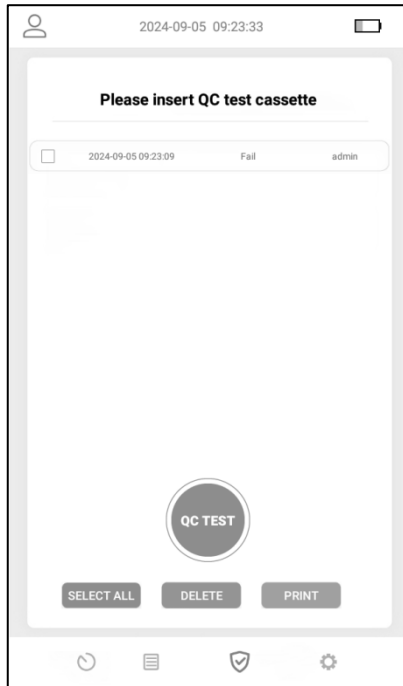 2024-09-05 09:23:33
Please insert QC test cassette
2024-09-05 09:23:09 Fail admin
QC TEST
SELECT ALL DELETE PRINT